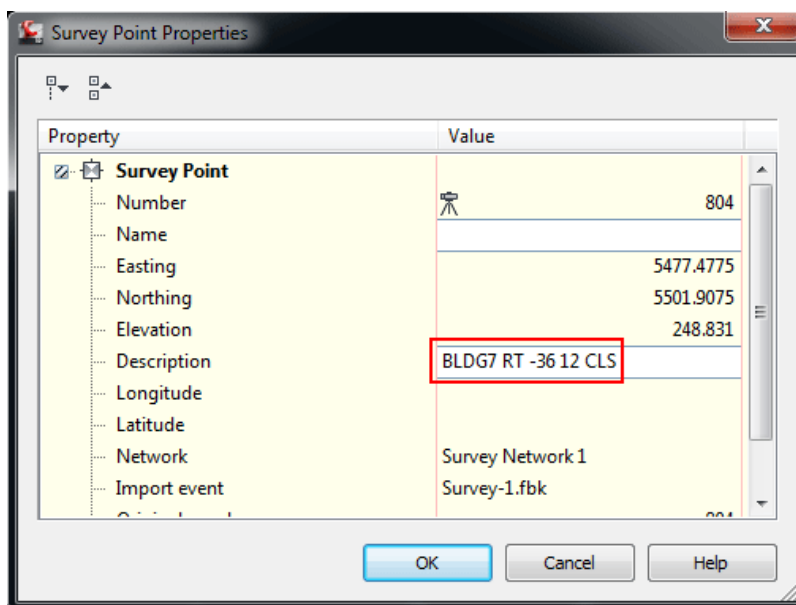 Survey Point Properties
Property Value
Survey Point
Number 804
Name
Easting 5477.4775
Northing 5501.9075
Elevation 248.831
Description BLDG7 RT -36 12 CLS
Longitude
Latitude
Network Survey Network 1
Import event Survey-1.fbk
OK Cancel Help